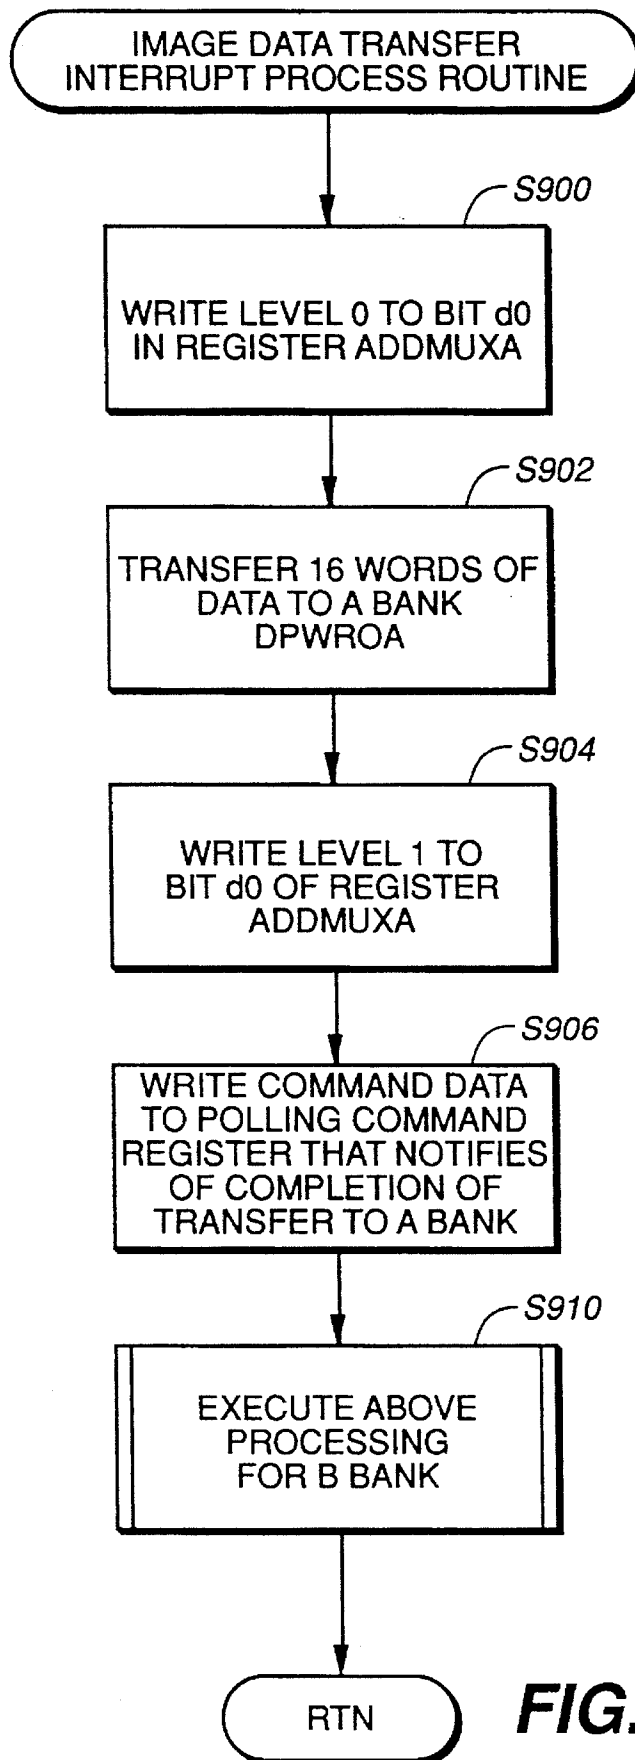 IMAGE DATA TRANSFER
INTERRUPT PROCESS ROUTINE
S900
WRITE LEVEL 0 TO BIT d0
IN REGISTER ADDMUXA
S902
TRANSFER 16 WORDS OF
DATA TO A BANK
DPWROA
S904
WRITE LEVEL 1 TO
BIT d0 OF REGISTER
ADDMUXA
S906
WRITE COMMAND DATA
TO POLLING COMMAND
REGISTER THAT NOTIFIES
OF COMPLETION OF
TRANSFER TO A BANK
S910
EXECUTE ABOVE
PROCESSING
FOR B BANK
RTN
FIG.